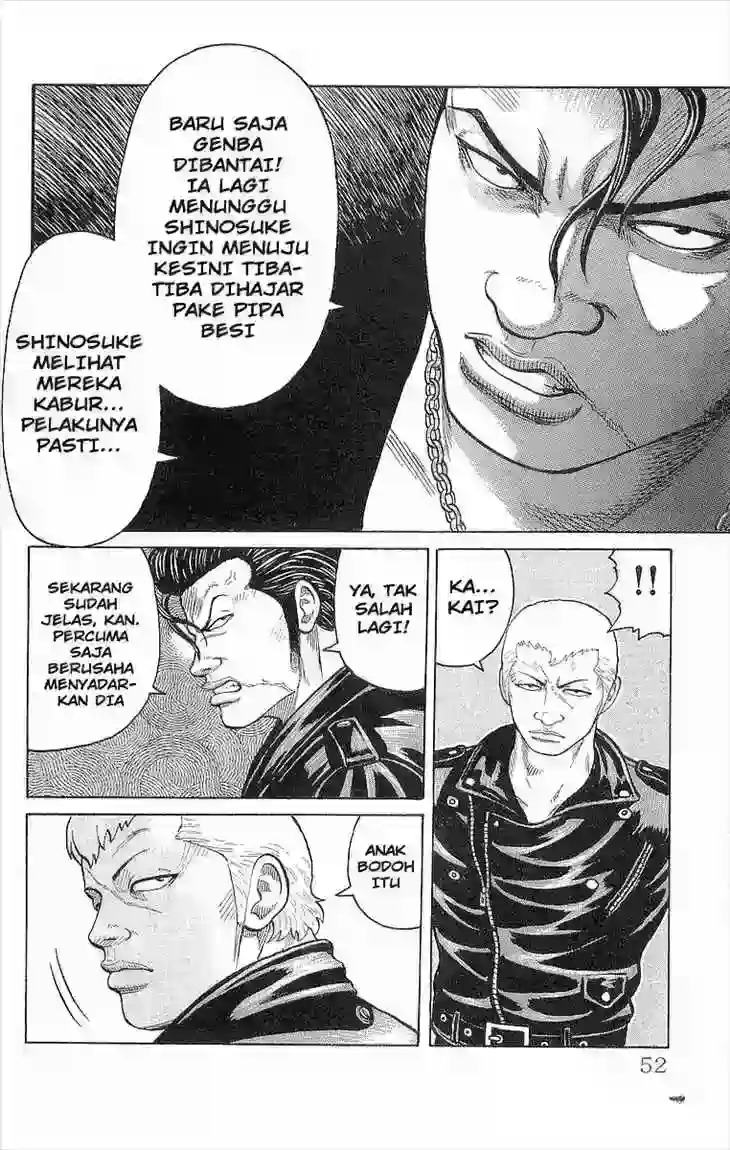 BARU SAJA
GENBA
DIBANTAI!
IA LAGI
MENUNGGU
SHINOSUKE
INGIN MENUJU
KESINI TIBA-
TIBA DIHAJAR
PAKE PIPA
BESI
SHINOSUKE
MELIHAT
MEREKA
KABUR...
PELAKUNYA
PASTI...
!!
KA...
KAI?
YA, TAK
SALAH
LAGI!
SEKARANG
SUDAH
JELAS, KAN.
PERCUMA
SAJA
BERUSAHA
MENYADAR-
KAN DIA
ANAK
BODOH
ITU
52